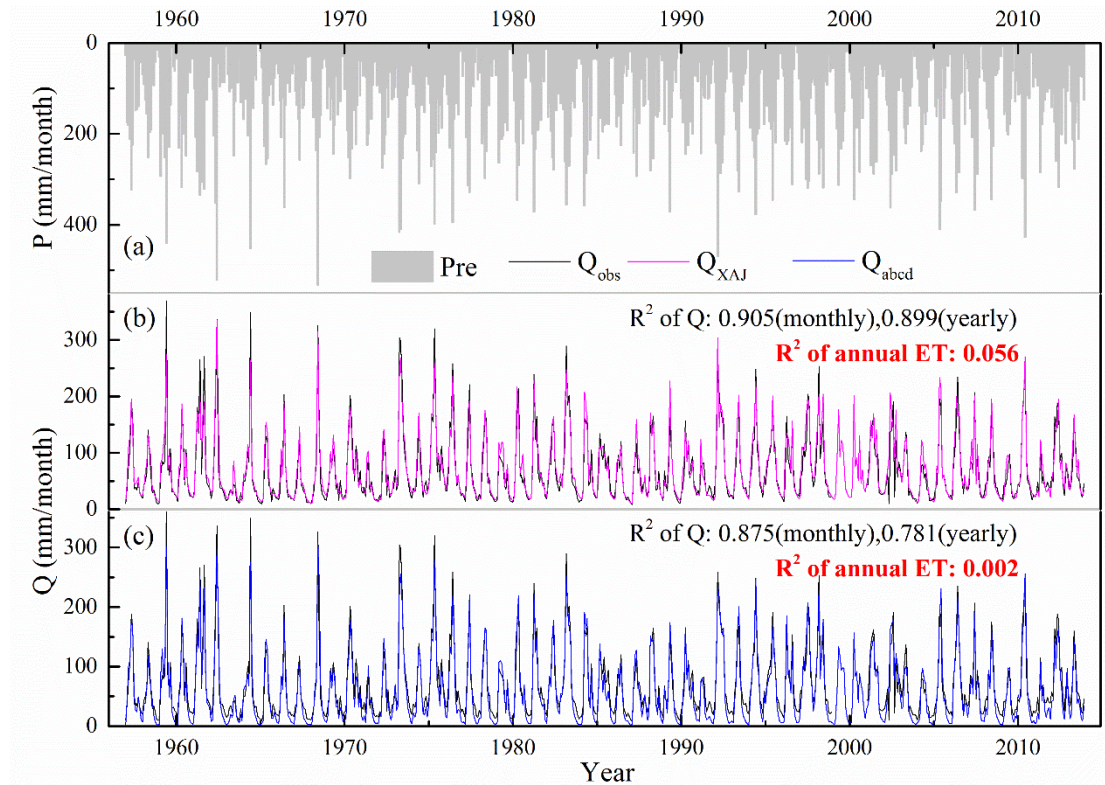 1960 1970 1980 1990 2000 2010
0
200
400
P (mm/month)
(a)
Pre Qobs QXAJ Qabcd
(b)
R² of Q: 0.905(monthly),0.899(yearly)
R² of annual ET: 0.056
300
200
100
0
(c)
R² of Q: 0.875(monthly),0.781(yearly)
R² of annual ET: 0.002
300
200
100
0
Q (mm/month)
1960 1970 1980 1990 2000 2010
Year